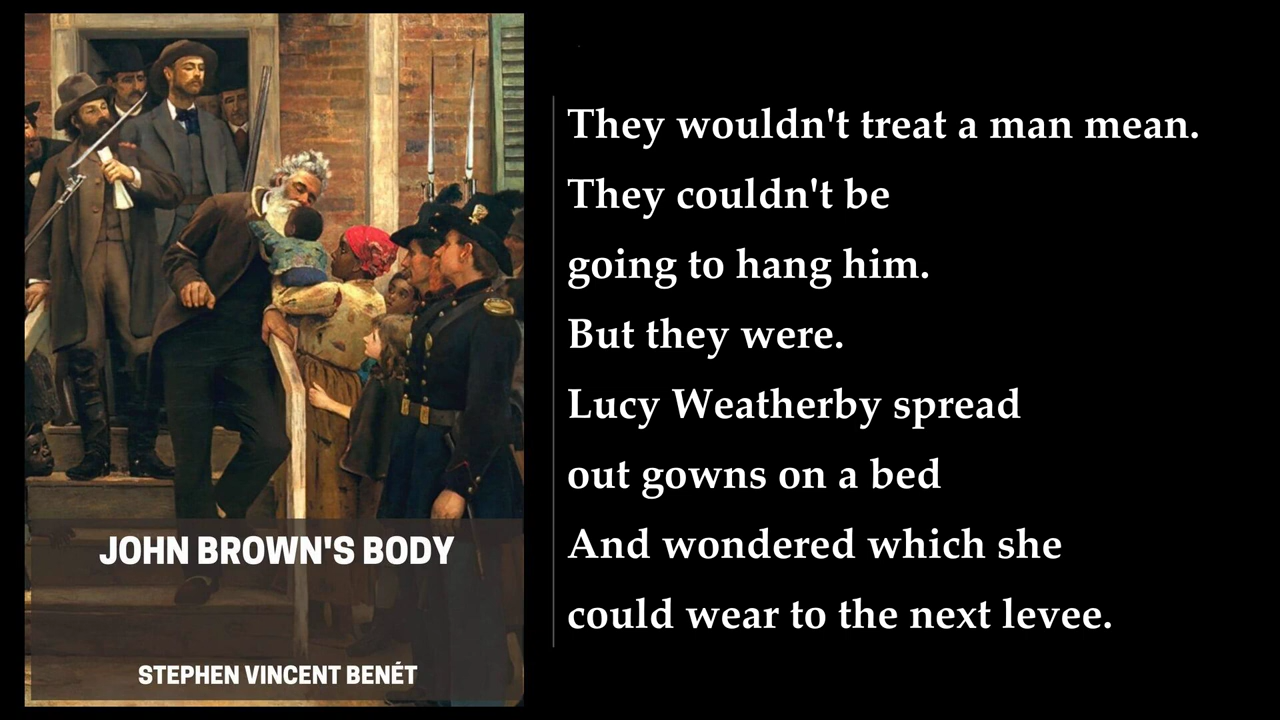 JOHN BROWN'S BODY
STEPHEN VINCENT BENÉT
They wouldn't treat a man mean.
They couldn't be
going to hang him.
But they were.
Lucy Weatherby spread
out gowns on a bed
And wondered which she
could wear to the next levee.